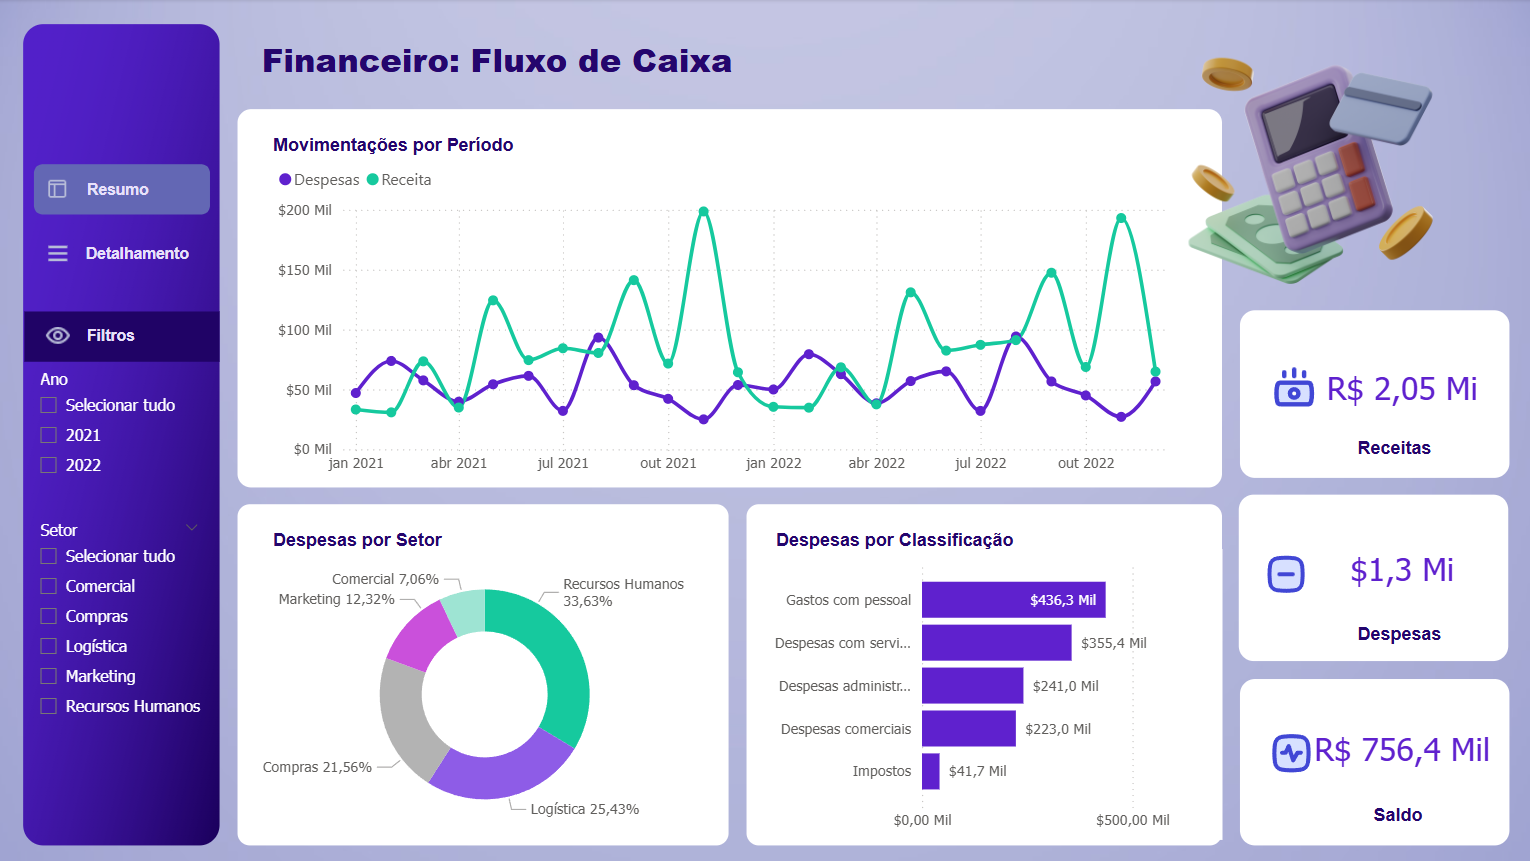 Financeiro: Fluxo de Caixa
Resumo
Detalhamento
Filtros
Ano
Selecionar tudo
2021
2022
Setor
Selecionar tudo
Comercial
Compras
Logística
Marketing
Recursos Humanos
Movimentações por Período
Despesas Receita
$200 Mil
$150 Mil
$100 Mil
$50 Mil
$0 Mil
jan 2021 abr 2021 jul 2021 out 2021 jan 2022 abr 2022 jul 2022 out 2022
Despesas por Setor
Comercial 7,06%
Marketing 12,32%
Recursos Humanos
33,63%
Compras 21,56%
Logística 25,43%
Despesas por Classificação
Gastos com pessoal $436,3 Mil
Despesas com servi... $355,4 Mil
Despesas administr... $241,0 Mil
Despesas comerciais $223,0 Mil
Impostos $41,7 Mil
$0,00 Mil $500,00 Mil
R$ 2,05 Mi
Receitas
$1,3 Mi
Despesas
R$ 756,4 Mil
Saldo